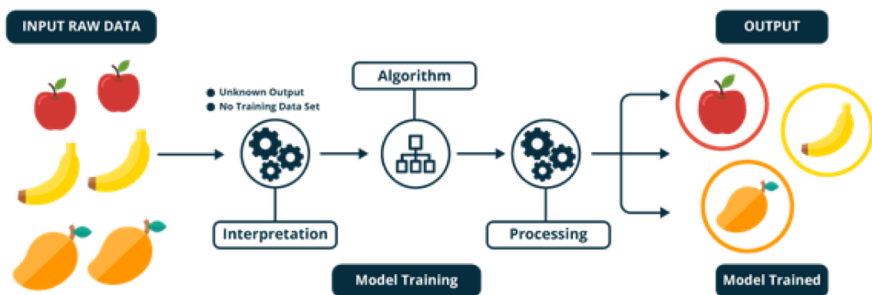 INPUT RAW DATA
OUTPUT
Algorithm
Unknown Output
No Training Data Set
Interpretation
Processing
Model Training
Model Trained